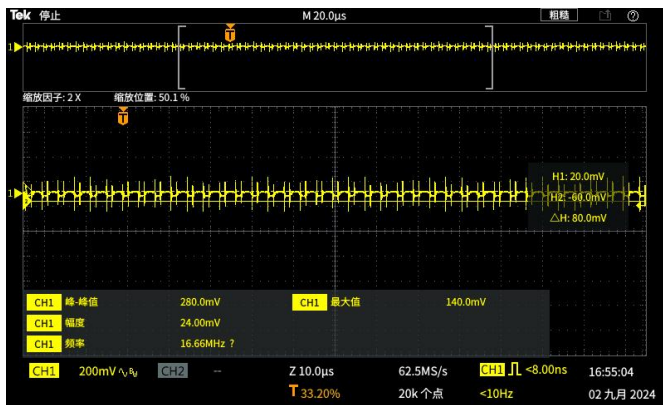 Tek 停止 M 20.0μs 粗糙
T
1
缩放因子: 2 X 缩放位置: 50.1 %
T
H1: 20.0mV
1
H2: -60.0mV
△H: 80.0mV
CH1 峰-峰值 280.0mV CH1 最大值 140.0mV
CH1 幅度 24.00mV
CH1 频率 16.66MHz ?
CH1 200mV CH2 -- Z 10.0μs 62.5MS/s CH1 <8.00ns 16:55:04
T 33.20% 20k 个点 <10Hz 02 九月 2024